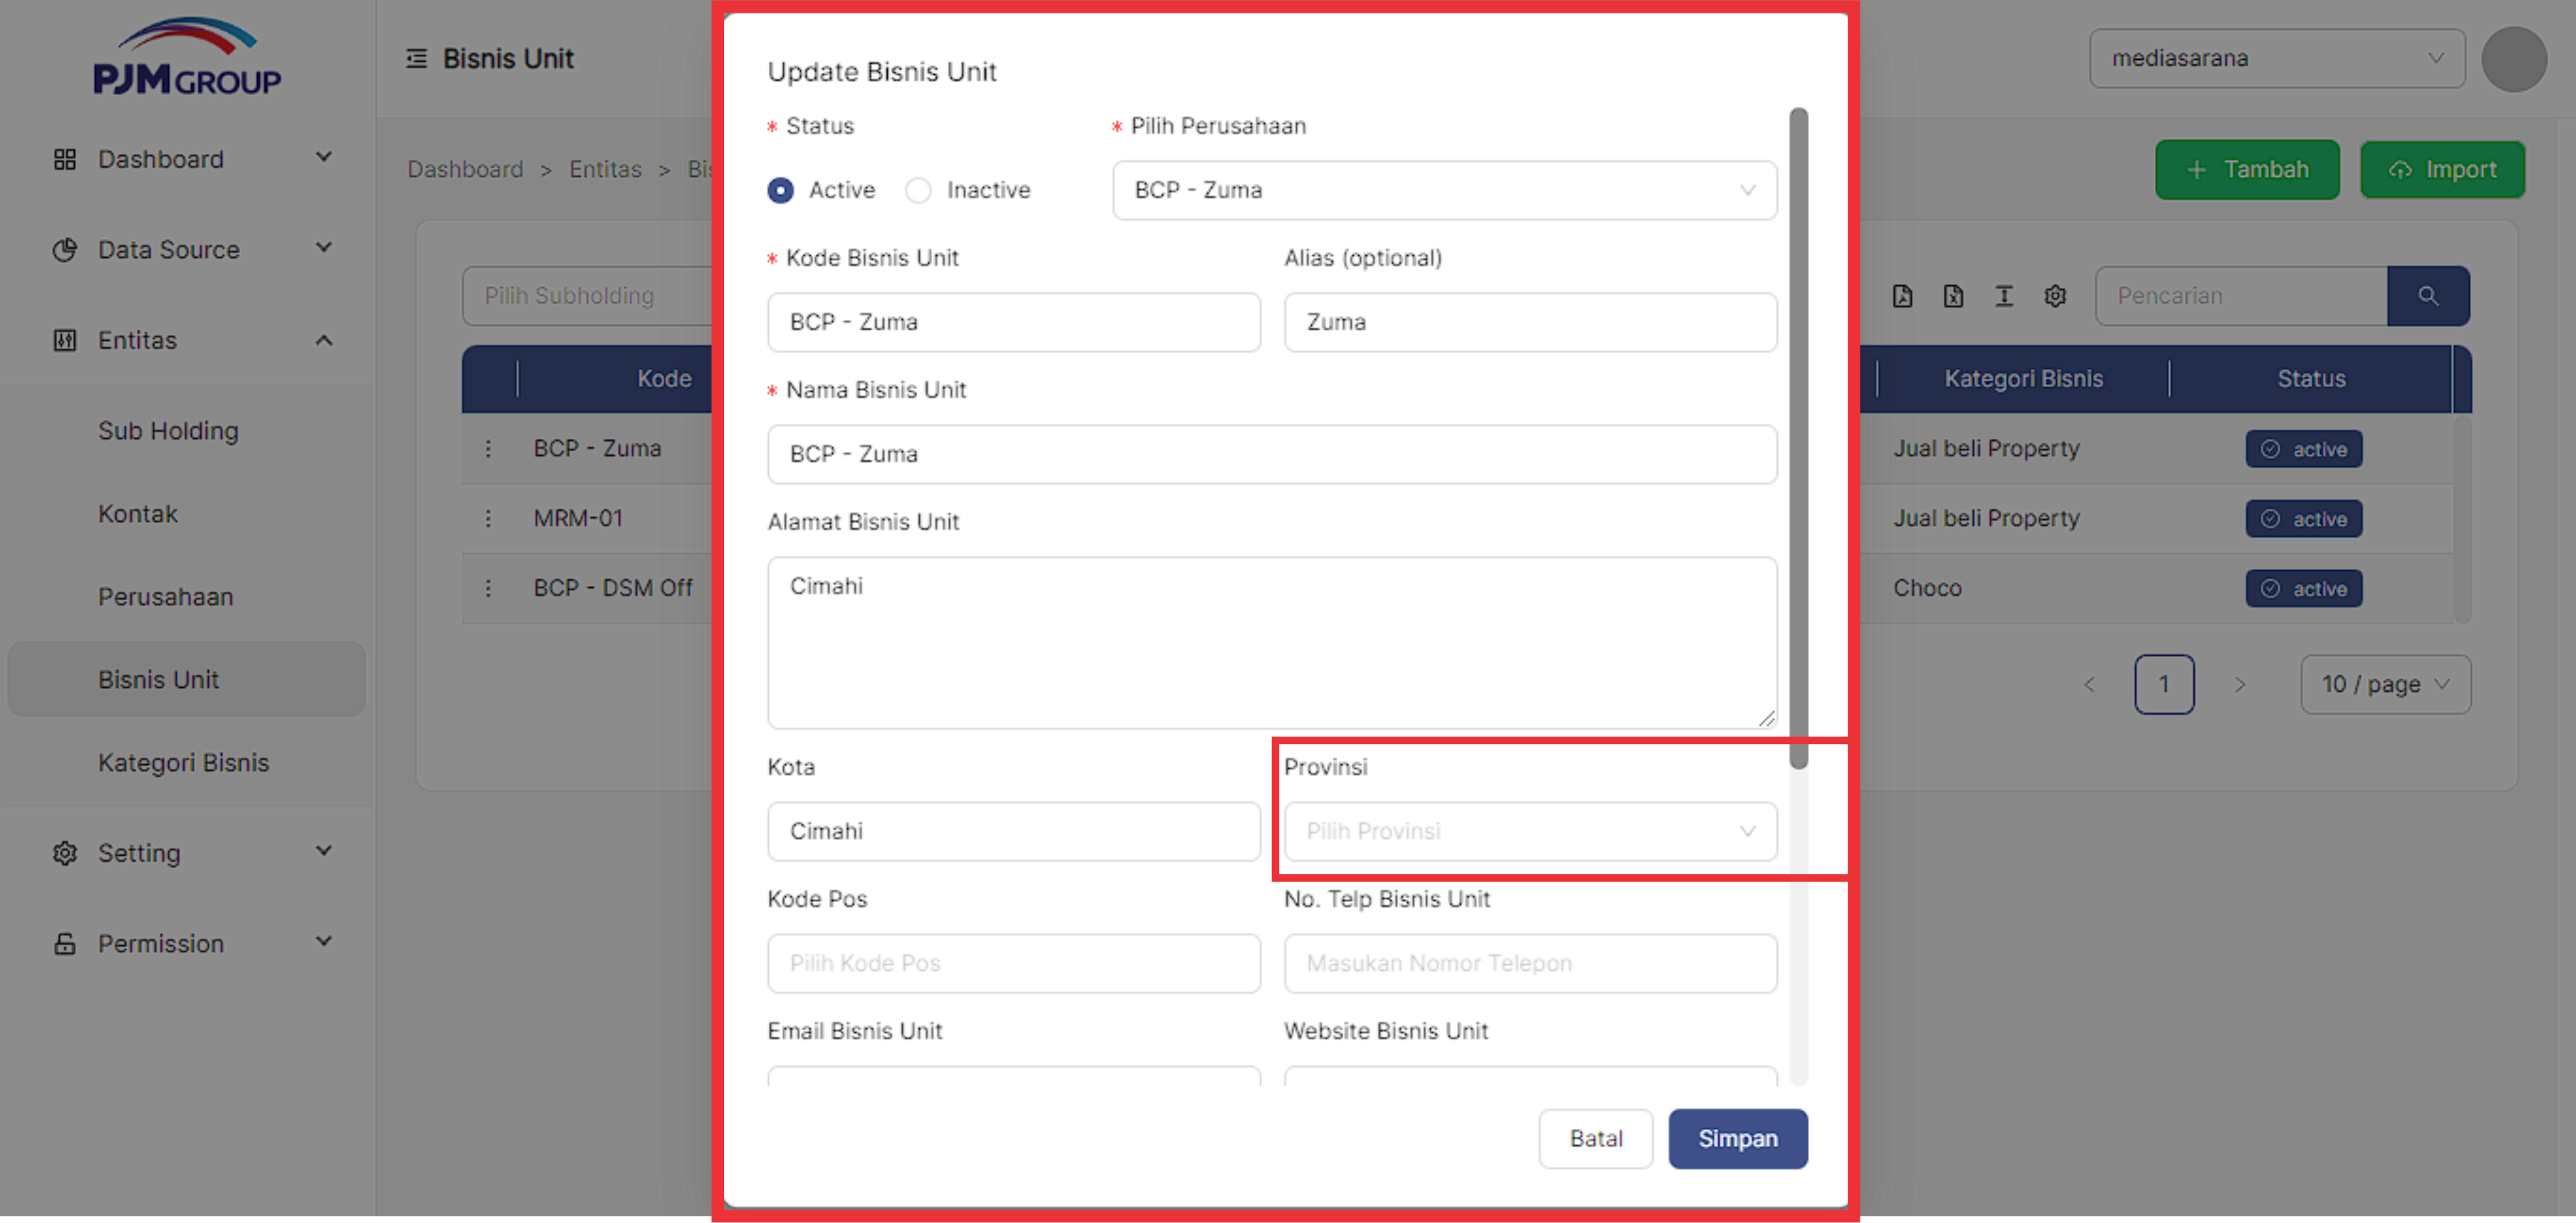 PJM GROUP
Dashboard
Data Source
Entitas
Sub Holding
Kontak
Perusahaan
Bisnis Unit
Kategori Bisnis
Setting
Permission
Bisnis Unit
mediasarana
Dashboard > Entitas >
Tambah
Import
Pilih Subholding
Pencarian
Kode
Kategori Bisnis
Status
BCP - Zuma
Jual beli Property
active
MRM-01
Jual beli Property
active
BCP - DSM Off
Choco
active
< 1 >
10 / page
Update Bisnis Unit
* Status
* Pilih Perusahaan
Active
Inactive
BCP - Zuma
* Kode Bisnis Unit
Alias (optional)
BCP - Zuma
Zuma
* Nama Bisnis Unit
BCP - Zuma
Alamat Bisnis Unit
Cimahi
Kota
Provinsi
Cimahi
Pilih Provinsi
Kode Pos
No. Telp Bisnis Unit
Pilih Kode Pos
Masukan Nomor Telepon
Email Bisnis Unit
Website Bisnis Unit
Batal
Simpan